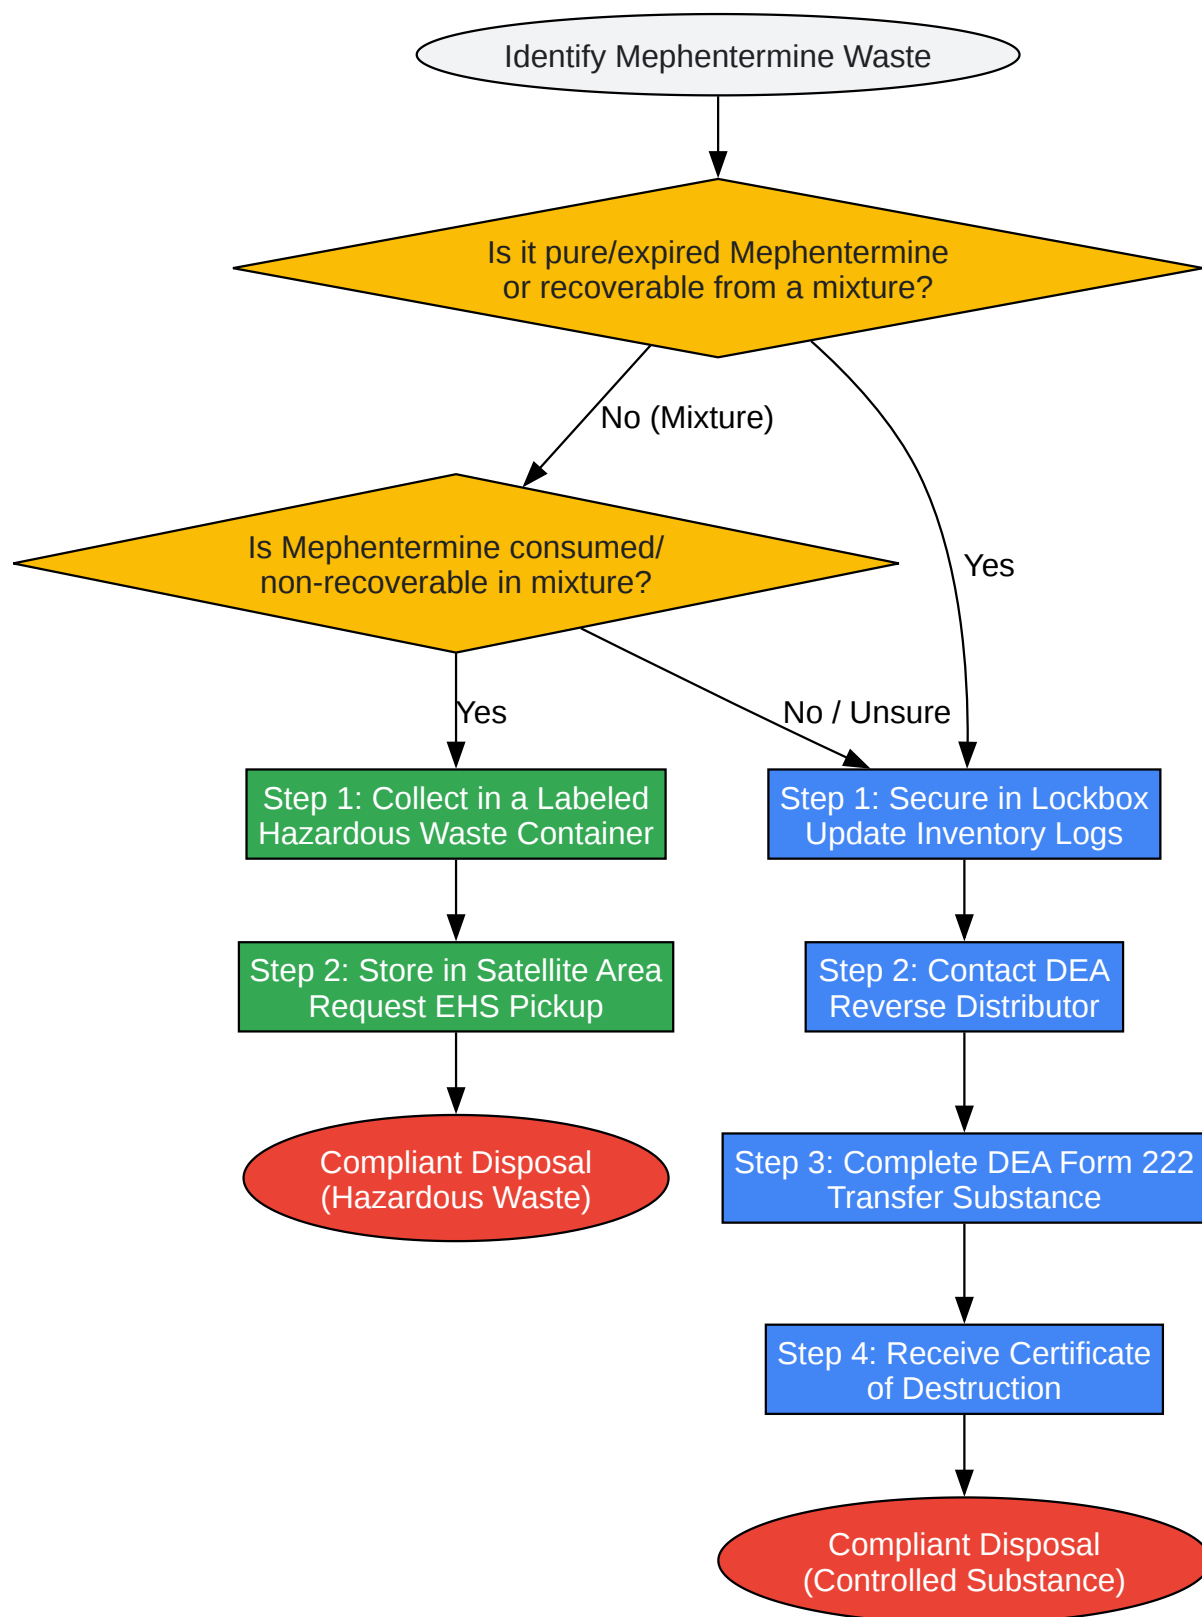 Identify Mephentermine Waste
Is it pure/expired Mephentermine
or recoverable from a mixture?
No (Mixture)
Is Mephentermine consumed/
non-recoverable in mixture?
Yes
Yes
No / Unsure
Step 1: Collect in a Labeled
Hazardous Waste Container
Step 1: Secure in Lockbox
Update Inventory Logs
Step 2: Store in Satellite Area
Request EHS Pickup
Step 2: Contact DEA
Reverse Distributor
Compliant Disposal
(Hazardous Waste)
Step 3: Complete DEA Form 222
Transfer Substance
Step 4: Receive Certificate
of Destruction
Compliant Disposal
(Controlled Substance)